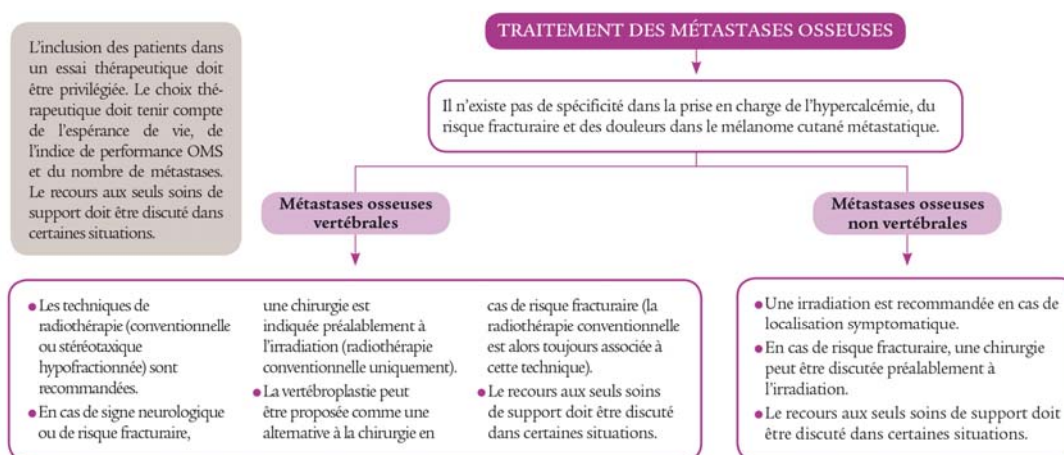 L'inclusion des patients dans
un essai thérapeutique doit
être privilégiée. Le choix thé-
rapeutique doit tenir compte
de l'espérance de vie, de
l'indice de performance OMS
et du nombre de métastases.
Le recours aux seuls soins de
support doit être discuté dans
certaines situations.
TRAITEMENT DES MÉTASTASES OSSEUSES
Il n'existe pas de spécificité dans la prise en charge de l'hypercalcémie, du
risque fracturaire et des douleurs dans le mélanome cutané métastatique.
Métastases osseuses
vertébrales
● Les techniques de
radiothérapie (conventionnelle
ou stéréotaxique
hypofractionnée) sont
recommandées.
● En cas de signe neurologique
ou de risque fracturaire,
une chirurgie est
indiquée préalablement à
l'irradiation (radiothérapie
conventionnelle uniquement).
● La vertébroplastie peut
être proposée comme une
alternative à la chirurgie en
cas de risque fracturaire (la
radiothérapie conventionnelle
est alors toujours associée à
cette technique).
● Le recours aux seuls soins
de support doit être discuté
dans certaines situations.
Métastases osseuses
non vertébrales
● Une irradiation est recommandée en cas de
localisation symptomatique.
● En cas de risque fracturaire, une chirurgie
peut être discutée préalablement à
l'irradiation.
● Le recours aux seuls soins de support doit
être discuté dans certaines situations.